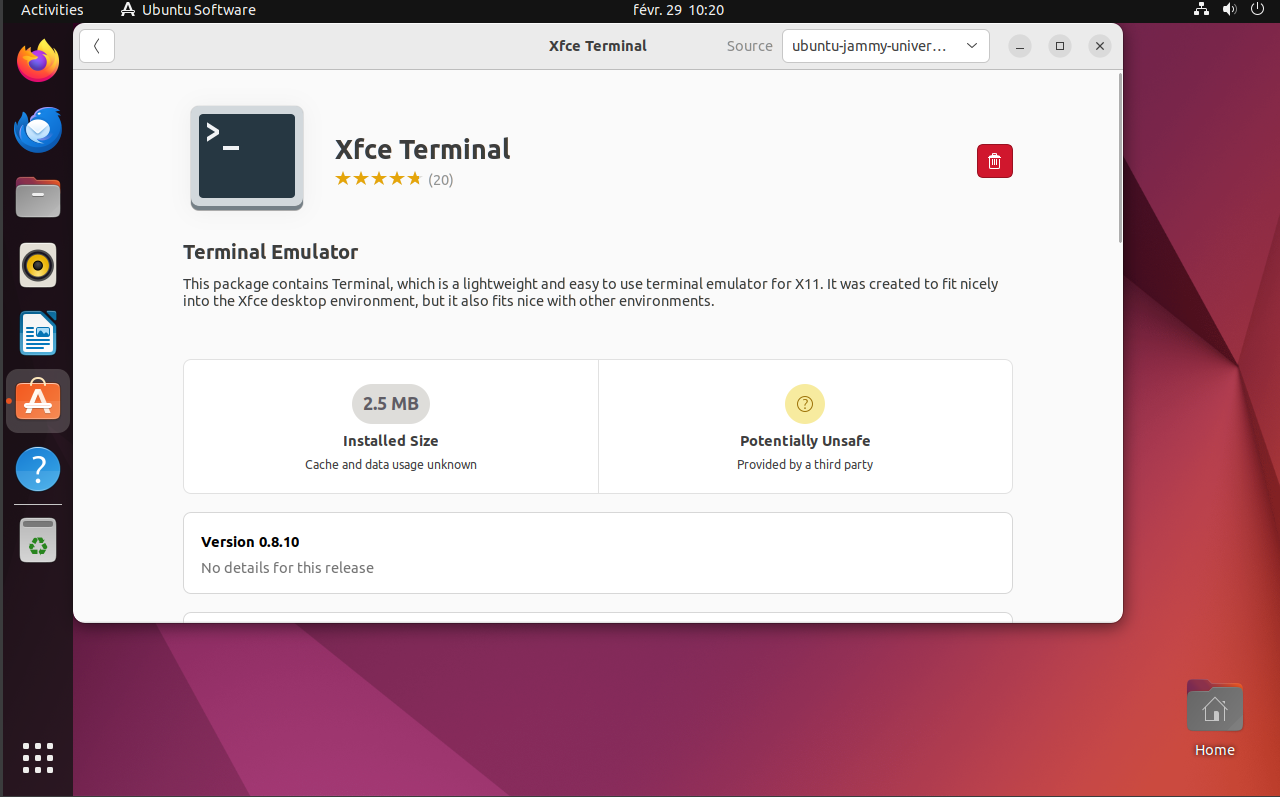 Activities
Ubuntu Software
févr. 29 10:20
Xfce Terminal
Source
ubuntu-jammy-univer…
Xfce Terminal
(20)
Terminal Emulator
This package contains Terminal, which is a lightweight and easy to use terminal emulator for X11. It was created to fit nicely
into the Xfce desktop environment, but it also fits nice with other environments.
2.5 MB
Installed Size
Cache and data usage unknown
Potentially Unsafe
Provided by a third party
Version 0.8.10
No details for this release
Home